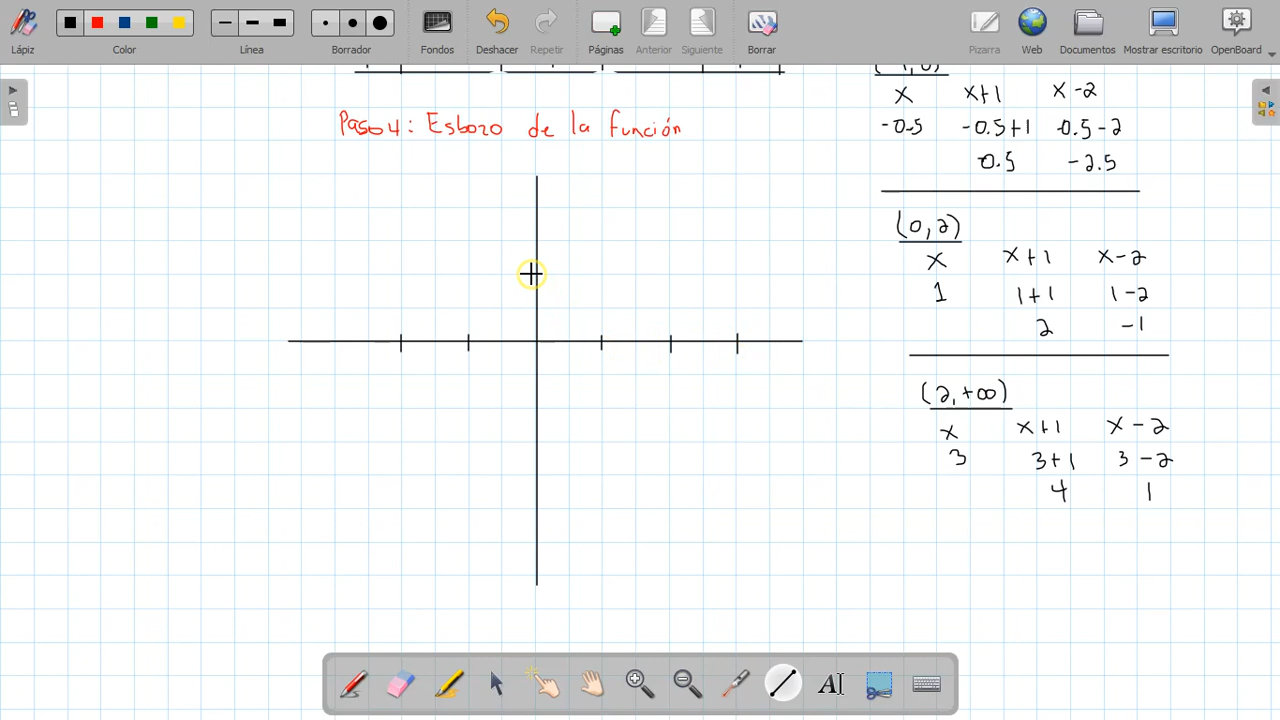 Lápiz
Color
Línea
Borrador
Fondos
Deshacer
Repetir
Páginas
Anterior
Siguiente
Borrar
Pizarra
Web
Documentos
Mostrar escritorio
OpenBoard
Paso 4: Esbozo de la función
x x+1 x-2
-0.5 -0.5+1 -0.5-2
0.5 -2.5
(0,2)
x x+1 x-2
1 1+1 1-2
2 -1
(2,+∞)
x x+1 x-2
3 3+1 3-2
4 1
AI